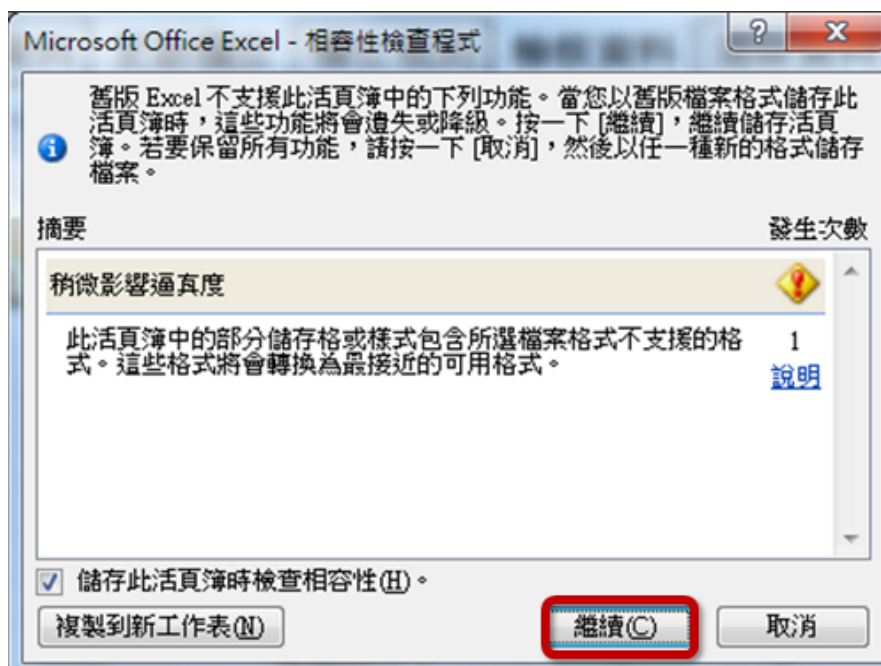 Microsoft Office Excel - 相容性檢查程式
舊版 Excel 不支援此活頁簿中的下列功能。當您以舊版檔案格式儲存此
活頁簿時，這些功能將會遺失或降級。按一下 [繼續]，繼續儲存活頁
簿。若要保留所有功能，請按一下 [取消]，然後以任一種新的格式儲存
檔案。
摘要 發生次數
稍微影響逼真度
此活頁簿中的部分儲存格或樣式包含所選檔案格式不支援的格 1
式。這些格式將會轉換為最接近的可用格式。 說明
儲存此活頁簿時檢查相容性(H)。
複製到新工作表(N) 繼續(C) 取消